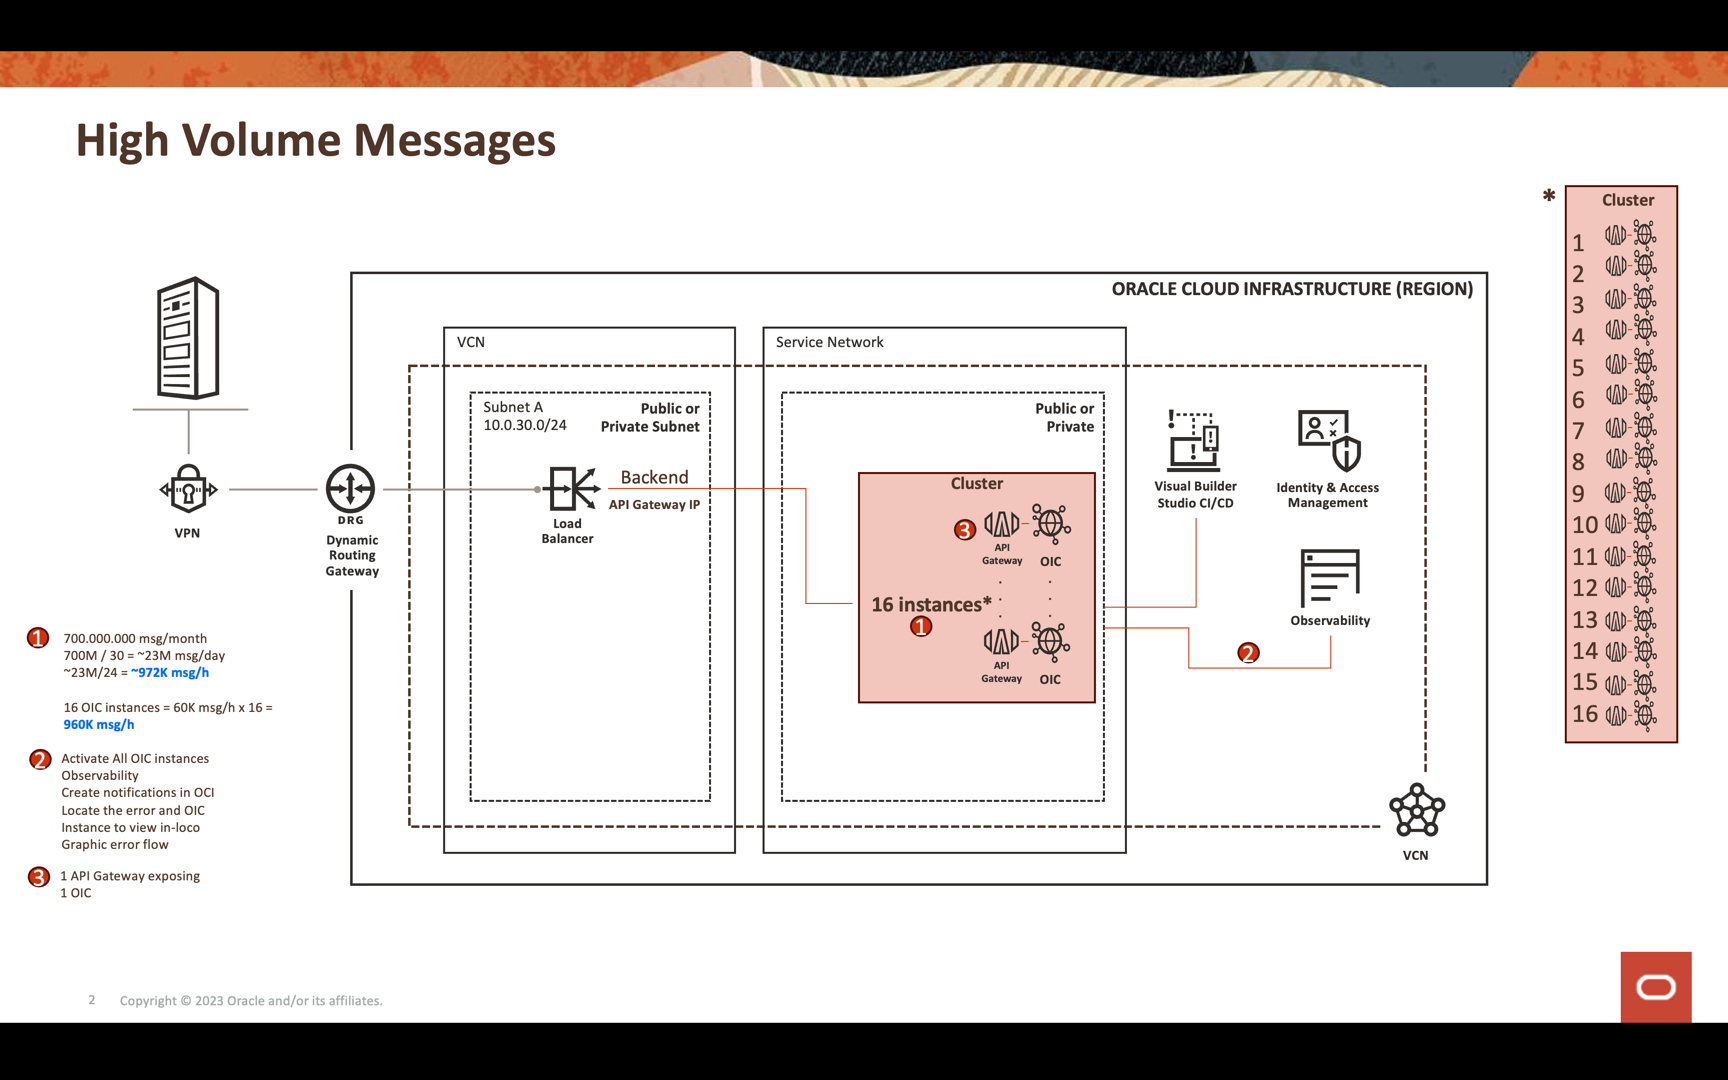 High Volume Messages
*
Cluster
1
2
3
4
5
6
7
8
9
10
11
12
13
14
15
16
ORACLE CLOUD INFRASTRUCTURE (REGION)
VCN
Service Network
Subnet A
10.0.30.0/24
Public or
Private Subnet
Public or
Private
Backend
API Gateway IP
Load
Balancer
VPN
DRG
Dynamic
Routing
Gateway
Cluster
3
API
Gateway
OIC
16 instances*
1
API
Gateway
OIC
Visual Builder
Studio CI/CD
Identity & Access
Management
Observability
2
VCN
1
700.000.000 msg/month
700M / 30 = ~23M msg/day
~23M/24 = ~972K msg/h
16 OIC instances = 60K msg/h x 16 =
960K msg/h
2
Activate All OIC instances
Observability
Create notifications in OCI
Locate the error and OIC
Instance to view in-loco
Graphic error flow
3
1 API Gateway exposing
1 OIC
2
Copyright © 2023 Oracle and/or its affiliates.